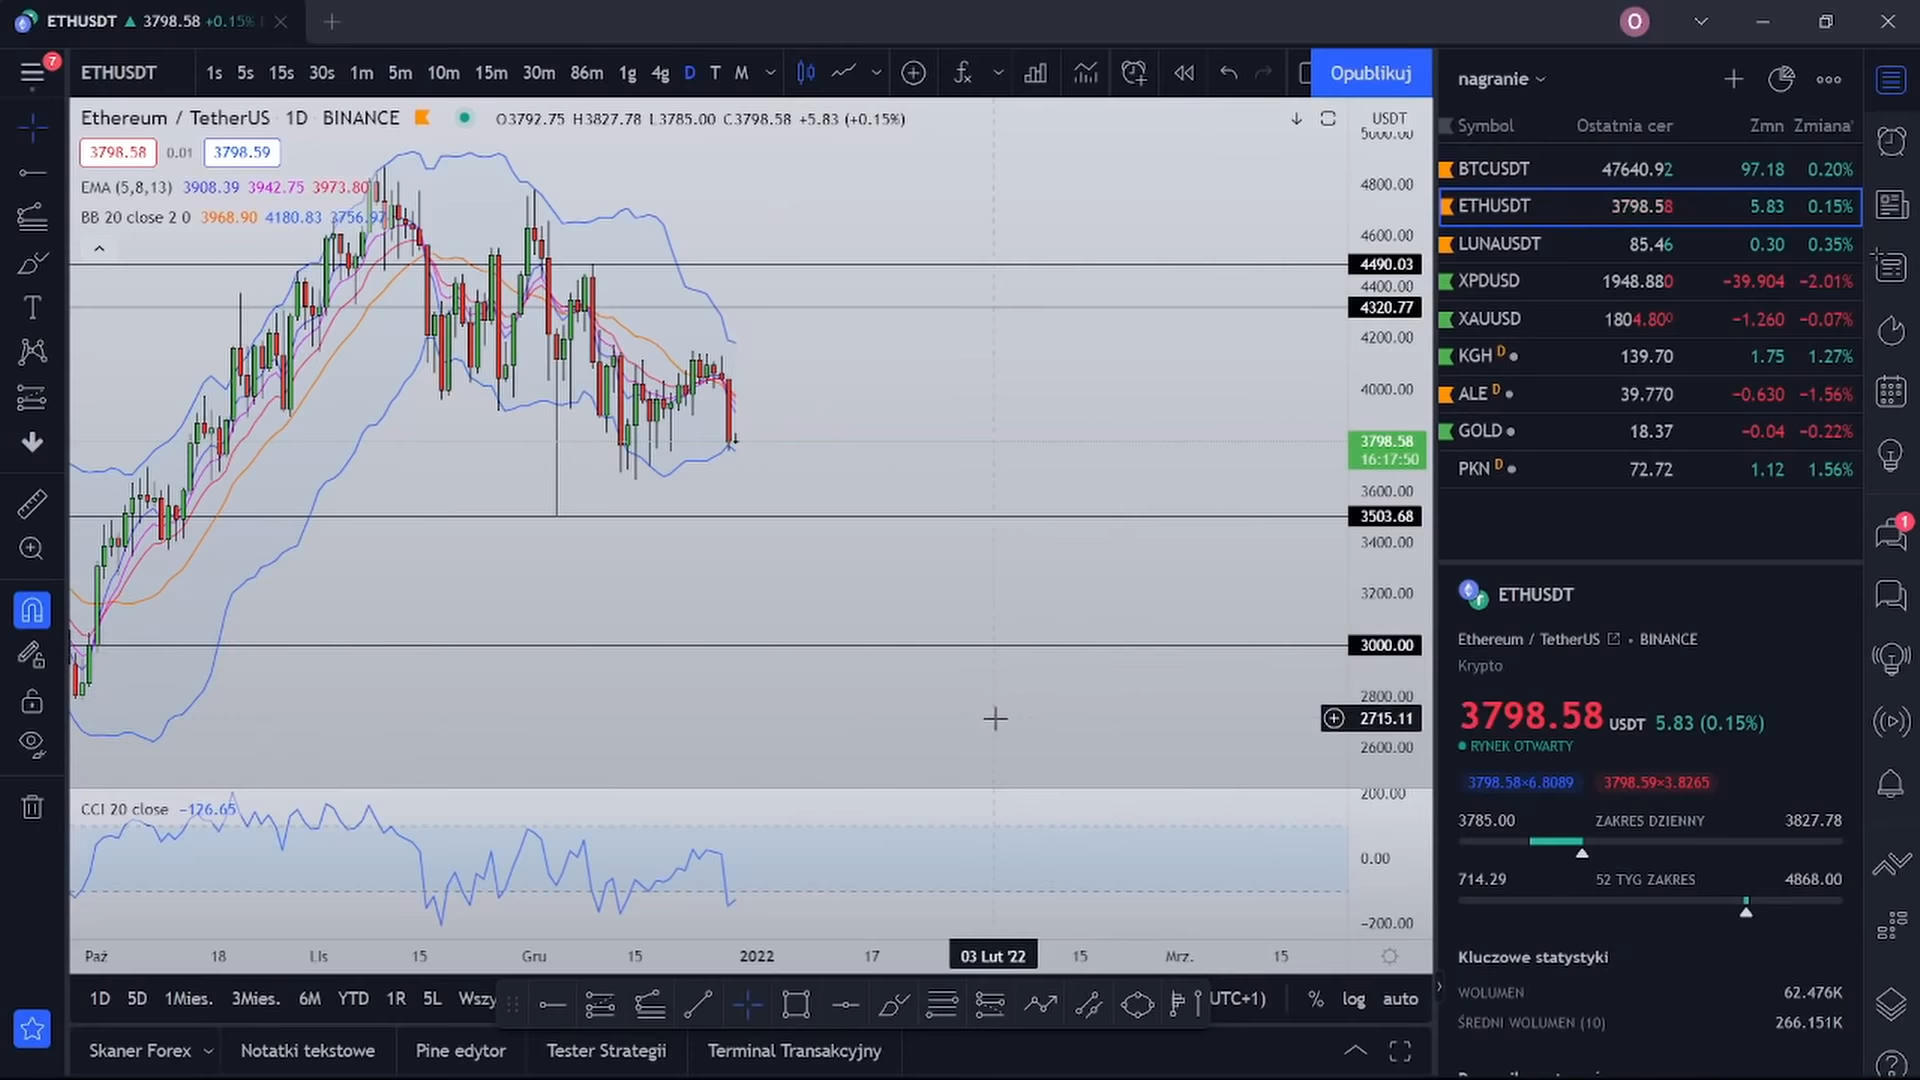 ETHUSDT ▲ 3798.58 +0.15%
O
7
ETHUSDT 1s 5s 15s 30s 1m 5m 10m 15m 30m 86m 1g 4g D T M Opublikuj
Ethereum / TetherUS 1D BINANCE O3792.75 H3827.78 L3785.00 C3798.58 +5.83 (+0.15%)
3798.58 0.01 3798.59
EMA (5,8,13) 3908.39 3942.75 3973.80
BB 20 close 2 0 3968.90 4180.83 3756.97
USDT
5000.00
4800.00
4600.00
4490.03
4400.00
4320.77
4200.00
4000.00
3798.58
16:17:50
3600.00
3503.68
3400.00
3200.00
3000.00
2800.00
2715.11
2600.00
CCI 20 close -126.65
200.00
0.00
-200.00
Paź 18 Lis 15 Gru 15 2022 17 03 Lut '22 15 Mrz. 15
1D 5D 1Mies. 3Mies. 6M YTD 1R 5L Wszy UTC+1) % log auto
Skaner Forex Notatki tekstowe Pine edytor Tester Strategii Terminal Transakcyjny
nagranie
Symbol Ostatnia cer Zmn Zmiana
BTCUSDT 47640.92 97.18 0.20%
ETHUSDT 3798.58 5.83 0.15%
LUNAUSDT 85.46 0.30 0.35%
XPDUSD 1948.880 -39.904 -2.01%
XAUUSD 1804.800 -1.260 -0.07%
KGH D 139.70 1.75 1.27%
ALE D 39.770 -0.630 -1.56%
GOLD 18.37 -0.04 -0.22%
PKN D 72.72 1.12 1.56%
1
ETHUSDT
Ethereum / TetherUS • BINANCE
Krypto
3798.58 USDT 5.83 (0.15%)
RYNEK OTWARTY
3798.58×6.8089 3798.59×3.8265
3785.00 ZAKRES DZIENNY 3827.78
714.29 52 TYG ZAKRES 4868.00
Kluczowe statystyki
WOLUMEN 62.476K
ŚREDNI WOLUMEN (10) 266.151K